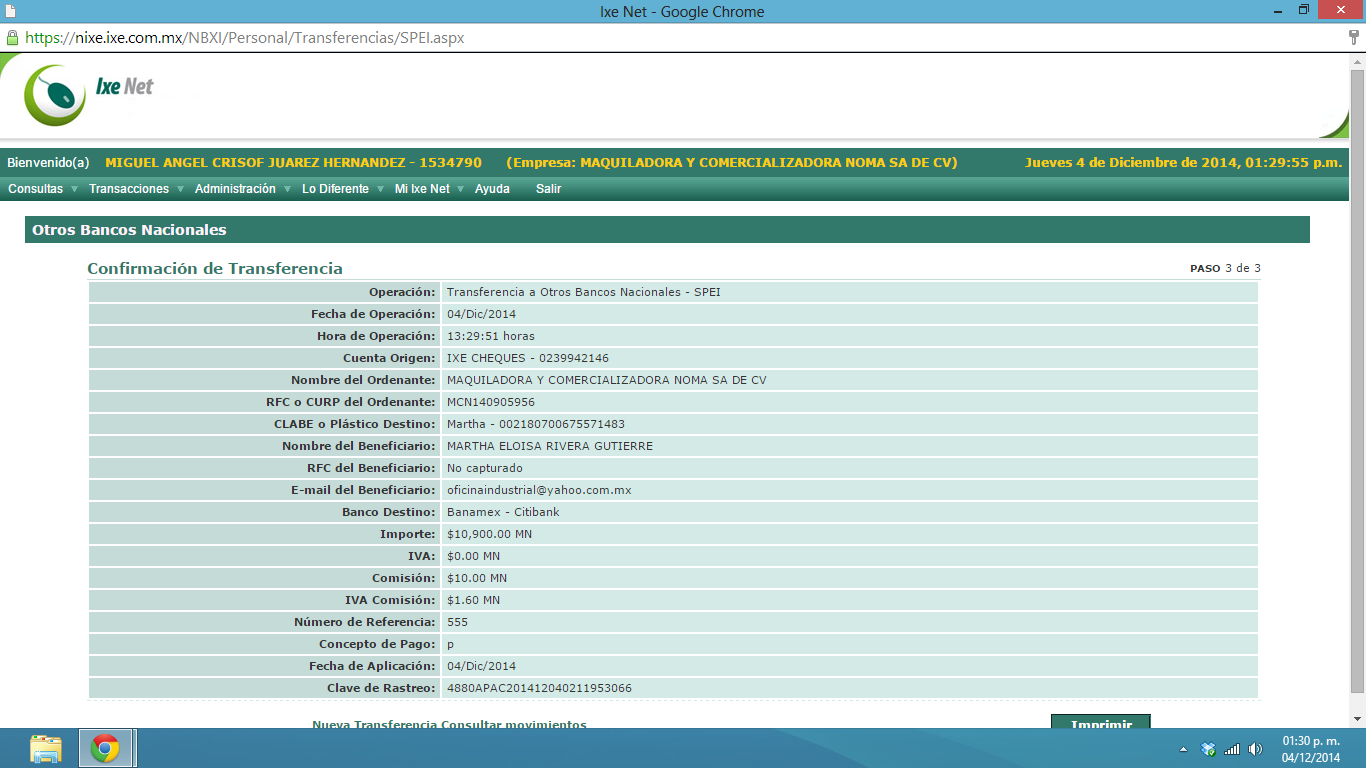 Ixe Net - Google Chrome
https://nixe.ixe.com.mx/NBXI/Personal/Transferencias/SPEI.aspx
Ixe Net
Bienvenido(a) MIGUEL ANGEL CRISOF JUAREZ HERNANDEZ - 1534790 (Empresa: MAQUILADORA Y COMERCIALIZADORA NOMA SA DE CV) Jueves 4 de Diciembre de 2014, 01:29:55 p.m.
Consultas Transacciones Administración Lo Diferente Mi Ixe Net Ayuda Salir
Otros Bancos Nacionales
Confirmación de Transferencia PASO 3 de 3
Operación: Transferencia a Otros Bancos Nacionales - SPEI
Fecha de Operación: 04/Dic/2014
Hora de Operación: 13:29:51 horas
Cuenta Origen: IXE CHEQUES - 0239942146
Nombre del Ordenante: MAQUILADORA Y COMERCIALIZADORA NOMA SA DE CV
RFC o CURP del Ordenante: MCN140905956
CLABE o Plástico Destino: Martha - 002180700675571483
Nombre del Beneficiario: MARTHA ELOISA RIVERA GUTIERRE
RFC del Beneficiario: No capturado
E-mail del Beneficiario: oficinaindustrial@yahoo.com.mx
Banco Destino: Banamex - Citibank
Importe: $10,900.00 MN
IVA: $0.00 MN
Comisión: $10.00 MN
IVA Comisión: $1.60 MN
Número de Referencia: 555
Concepto de Pago: p
Fecha de Aplicación: 04/Dic/2014
Clave de Rastreo: 4880APAC201412040211953066
Nueva Transferencia Consultar movimientos Imprimir
01:30 p. m.
04/12/2014